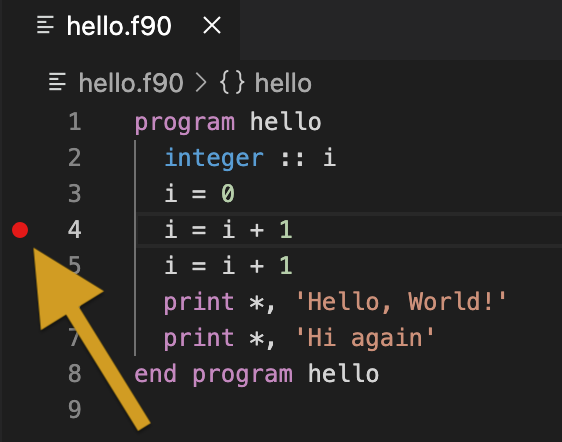 hello.f90
hello.f90 > {} hello
1 program hello
2 integer :: i
3 i = 0
4 i = i + 1
5 i = i + 1
print *, 'Hello, World!'
7 print *, 'Hi again'
8 end program hello
9